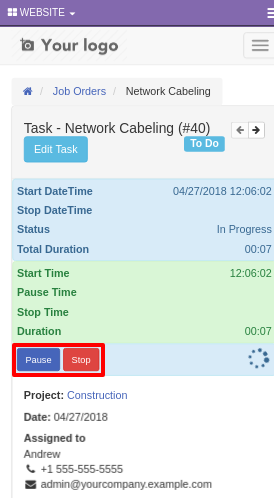 WEBSITE
Your logo
/ Job Orders / Network Cabeling
Task - Network Cabeling (#40)
Edit Task
To Do
Start DateTime 04/27/2018 12:06:02
Stop DateTime
Status In Progress
Total Duration 00:07
Start Time 12:06:02
Pause Time
Stop Time
Duration 00:07
Pause Stop
Project: Construction
Date: 04/27/2018
Assigned to
Andrew
+1 555-555-5555
admin@yourcompany.example.com